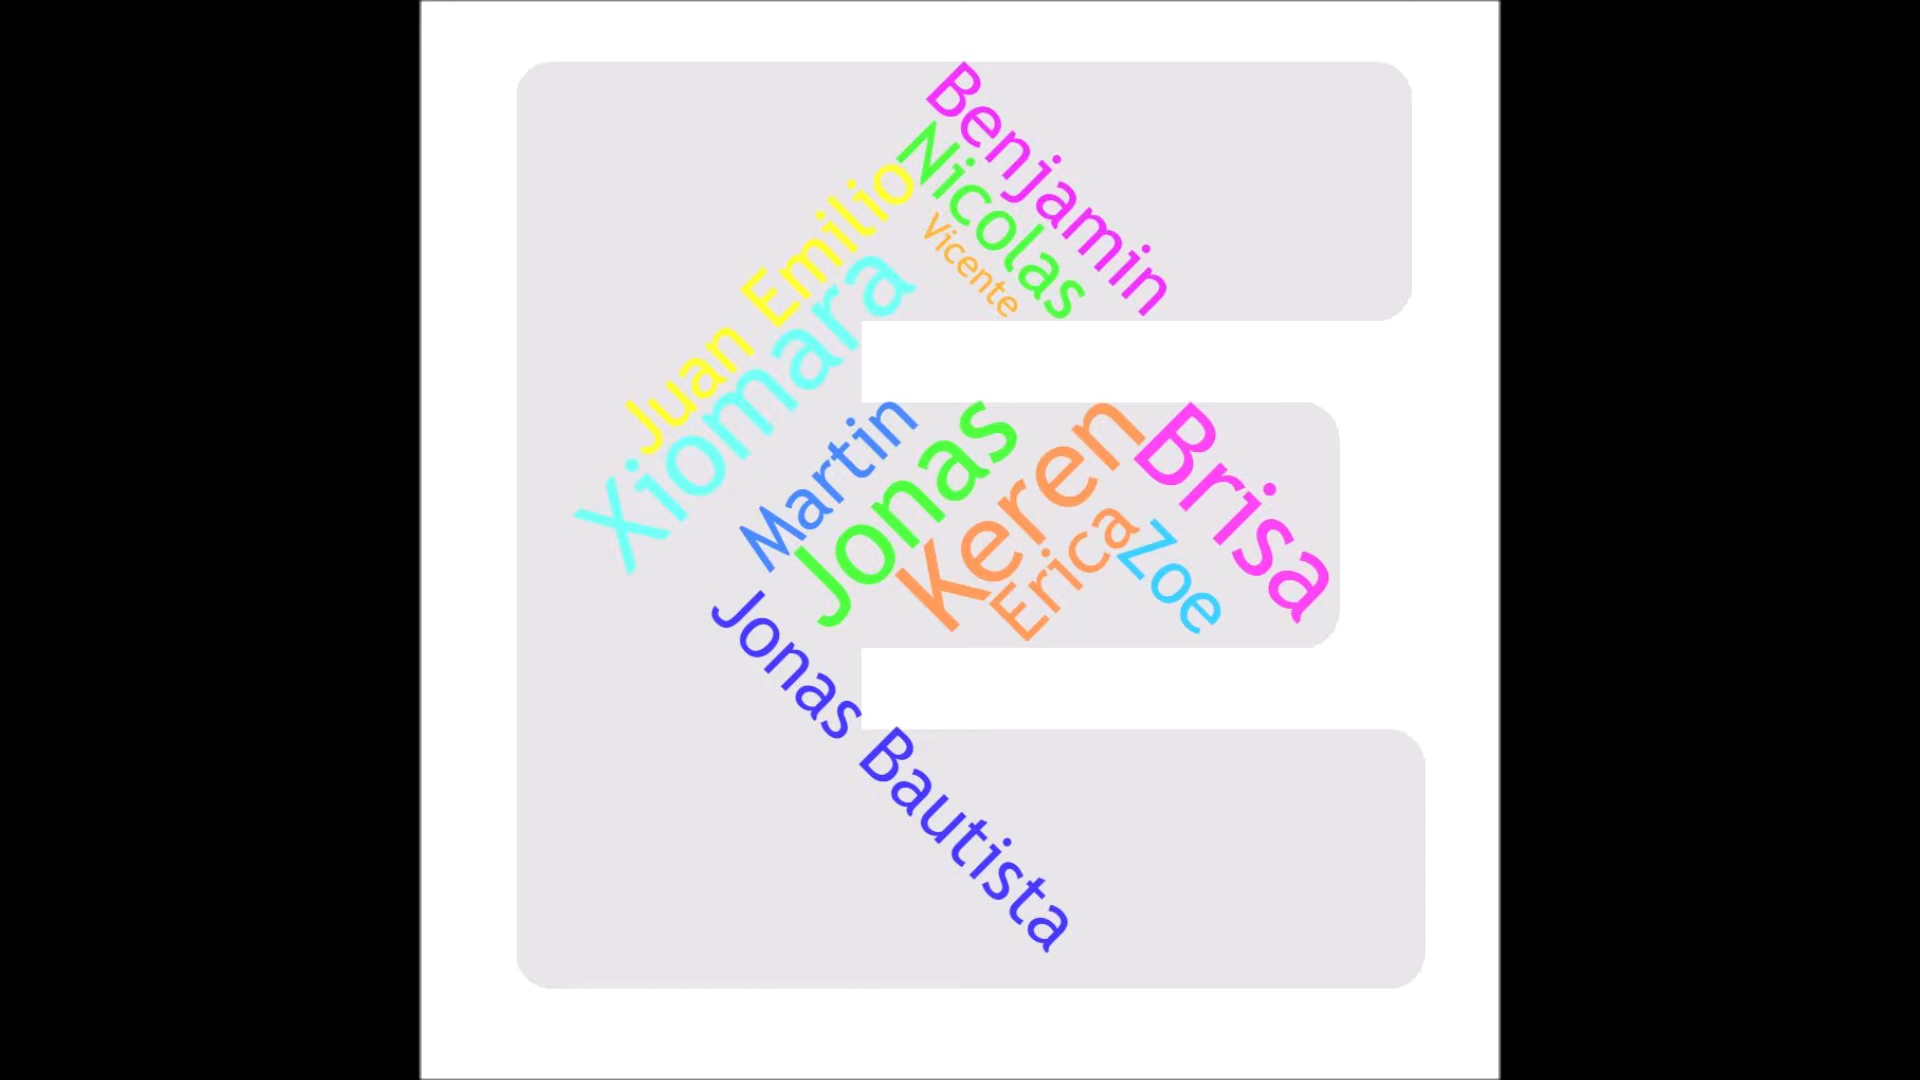 Benjamin
Nicolas
Vicente
Juan Emilio
Xiomara
Martin
Jonas
Keren
Erica
Zoe
Brisa
Jonas Bautista